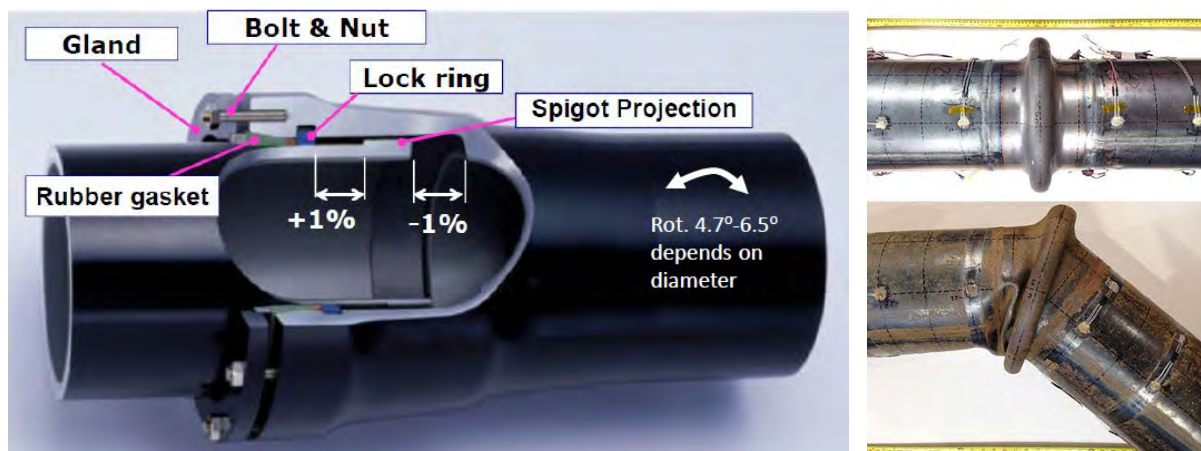 Bolt & Nut
Gland
Lock ring
Spigot Projection
Rubber gasket
+1%
-1%
Rot. 4.7º-6.5º
depends on
diameter